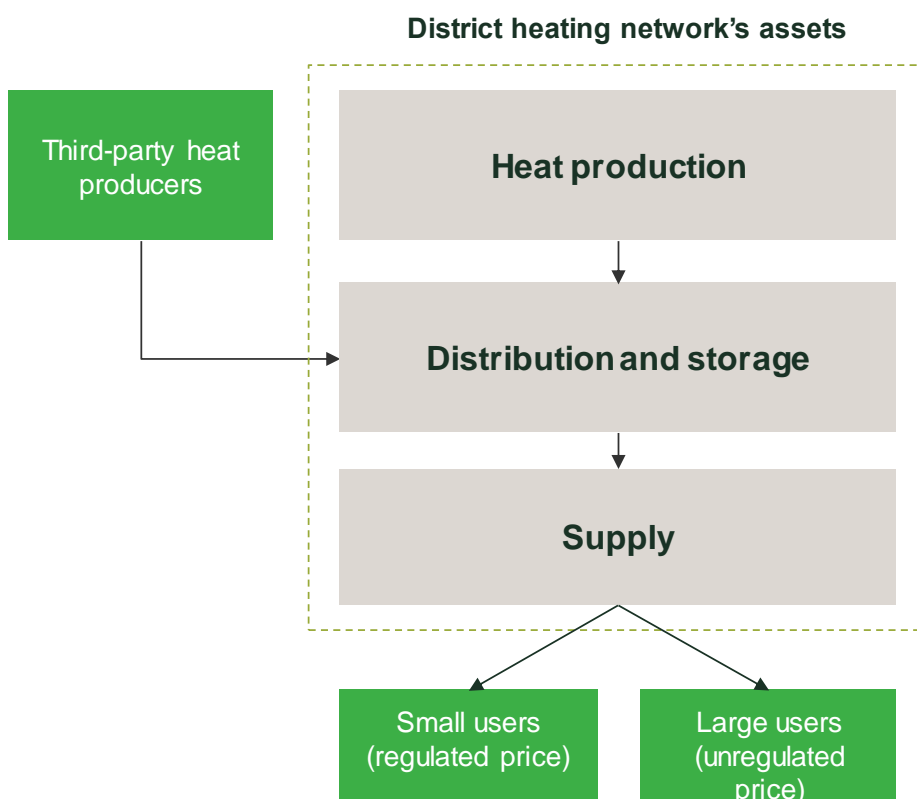 District heating network's assets
Third-party heat
producers
Heat production
Distribution and storage
Supply
Small users
(regulated price)
Large users
(unregulated
price)